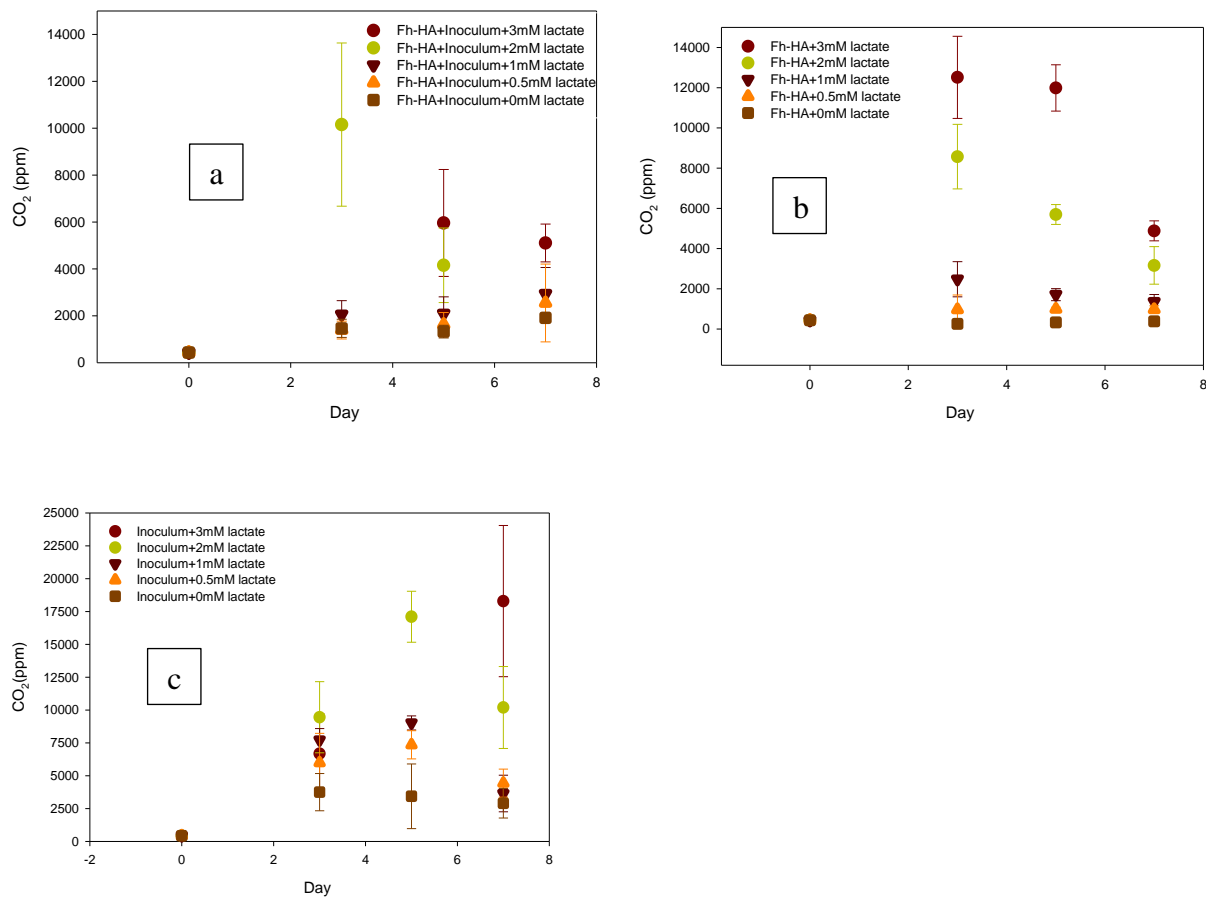 14000
12000
10000
8000
6000
4000
2000
0
CO₂ (ppm)
Fh-HA+Inoculum+3mM lactate
Fh-HA+Inoculum+2mM lactate
Fh-HA+Inoculum+1mM lactate
Fh-HA+Inoculum+0.5mM lactate
Fh-HA+Inoculum+0mM lactate
a
0 2 4 6 8
Day
14000
12000
10000
8000
6000
4000
2000
0
CO₂ (ppm)
Fh-HA+3mM lactate
Fh-HA+2mM lactate
Fh-HA+1mM lactate
Fh-HA+0.5mM lactate
Fh-HA+0mM lactate
b
0 2 4 6 8
Day
25000
22500
20000
17500
15000
12500
10000
7500
5000
2500
0
CO₂(ppm)
Inoculum+3mM lactate
Inoculum+2mM lactate
Inoculum+1mM lactate
Inoculum+0.5mM lactate
Inoculum+0mM lactate
c
-2 0 2 4 6 8
Day